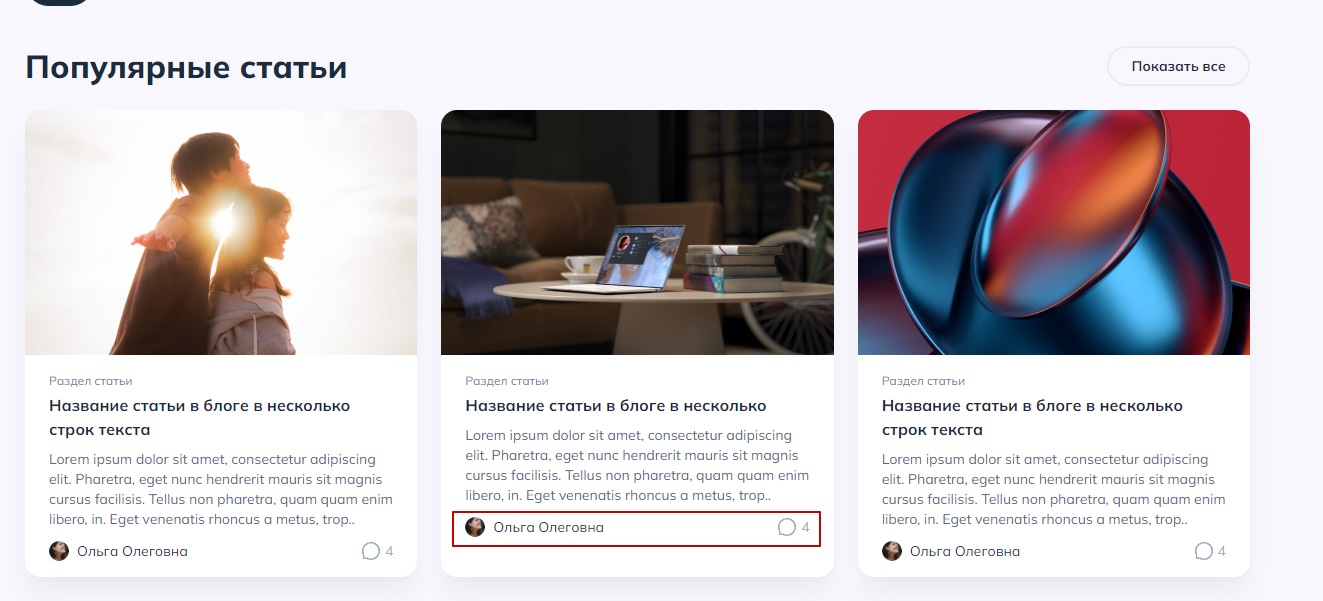 Популярные статьи
Показать все
Раздел статьи
Название статьи в блоге в несколько
строк текста
Lorem ipsum dolor sit amet, consectetur adipiscing
elit. Pharetra, eget nunc hendrerit mauris sit magnis
cursus facilisis. Tellus non pharetra, quam quam enim
libero, in. Eget venenatis rhoncus a metus, trop..
Ольга Олеговна
4
Раздел статьи
Название статьи в блоге в несколько
Lorem ipsum dolor sit amet, consectetur adipiscing
elit. Pharetra, eget nunc hendrerit mauris sit magnis
cursus facilisis. Tellus non pharetra, quam quam enim
libero, in. Eget venenatis rhoncus a metus, trop..
Ольга Олеговна
4
Раздел статьи
Название статьи в блоге в несколько
строк текста
Lorem ipsum dolor sit amet, consectetur adipiscing
elit. Pharetra, eget nunc hendrerit mauris sit magnis
cursus facilisis. Tellus non pharetra, quam quam enim
libero, in. Eget venenatis rhoncus a metus, trop..
Ольга Олеговна
4